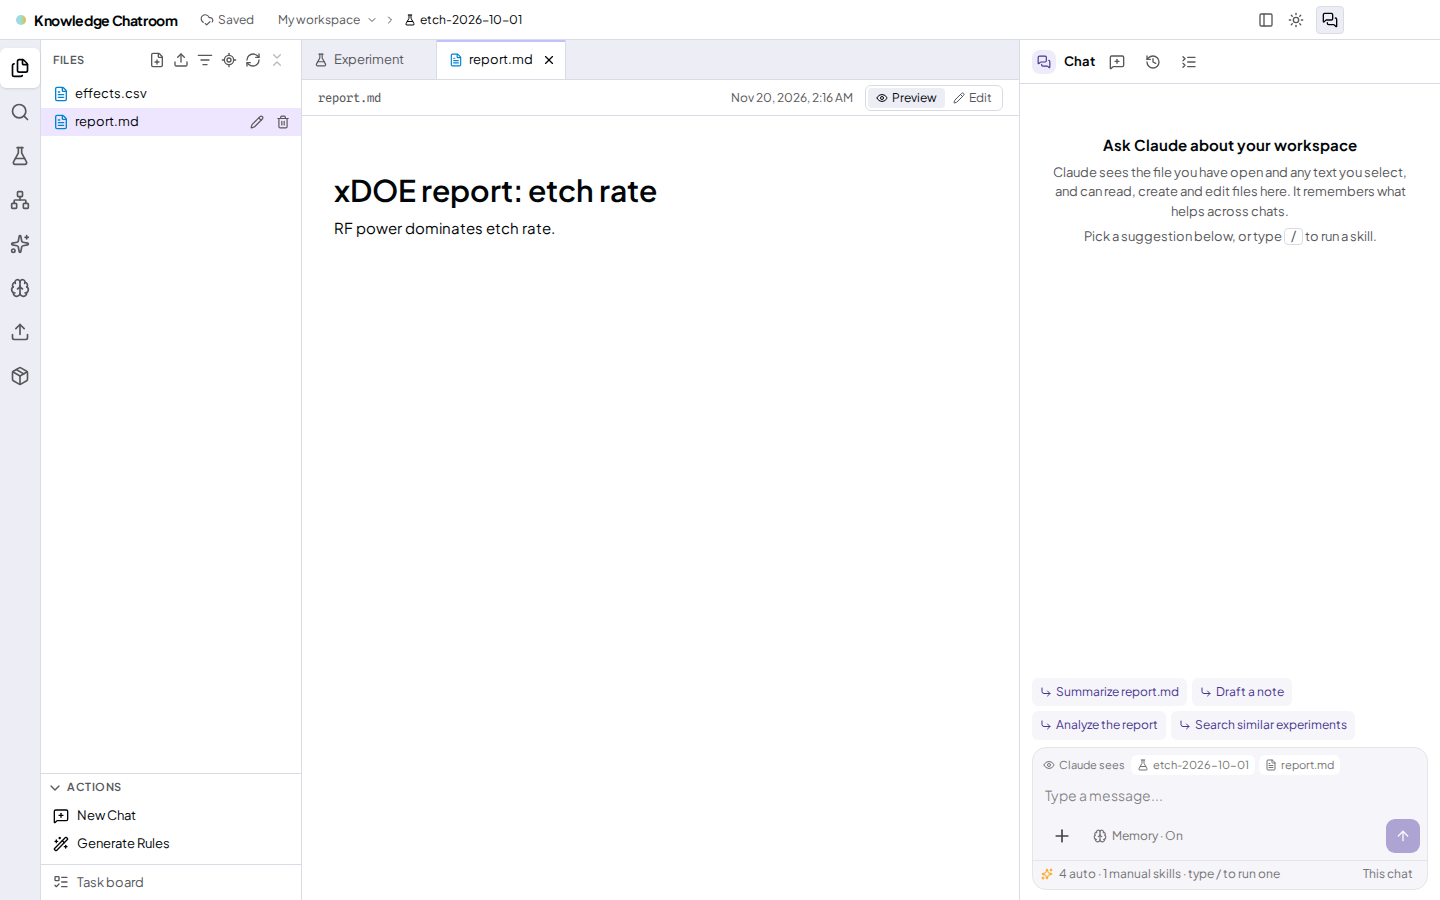 Knowledge Chatroom
Saved
My workspace
etch-2026-10-01
FILES
effects.csv
report.md
Experiment
report.md
report.md
Nov 20, 2026, 2:16 AM
Preview
Edit
xDOE report: etch rate
RF power dominates etch rate.
ACTIONS
New Chat
Generate Rules
Task board
Chat
Ask Claude about your workspace
Claude sees the file you have open and any text you select,
and can read, create and edit files here. It remembers what
helps across chats.
Pick a suggestion below, or type / to run a skill.
Summarize report.md
Draft a note
Analyze the report
Search similar experiments
Claude sees
etch-2026-10-01
report.md
Type a message...
Memory · On
4 auto · 1 manual skills · type / to run one
This chat